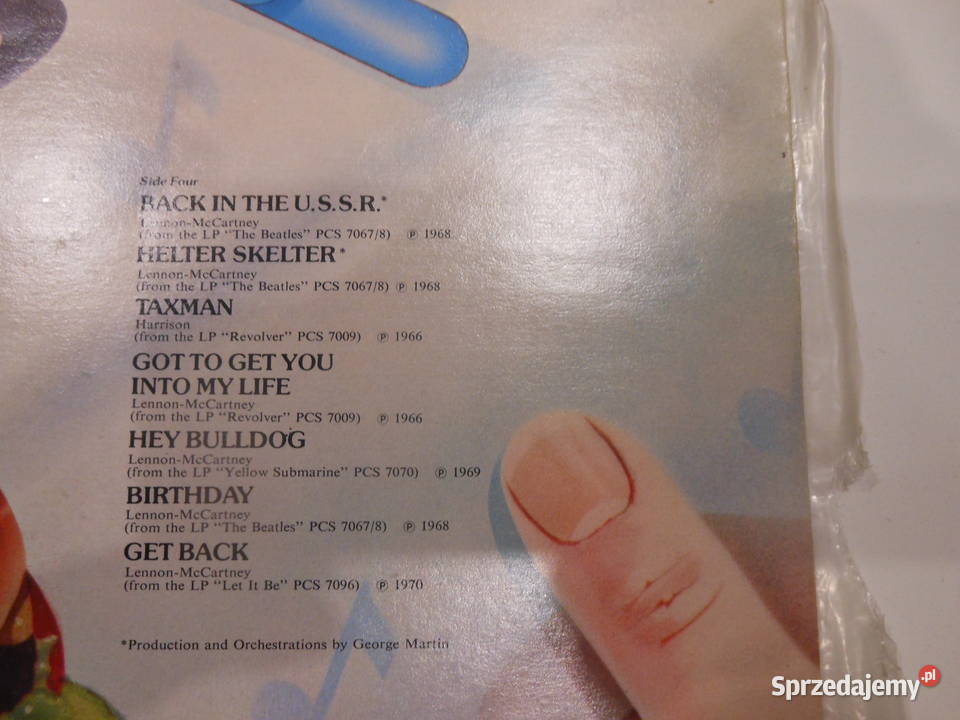 Side Four
BACK IN THE U.S.S.R.*
Lennon-McCartney
(from the LP "The Beatles" PCS 7067/8) ℗ 1968
HELTER SKELTER*
Lennon-McCartney
(from the LP "The Beatles" PCS 7067/8) ℗ 1968
TAXMAN
Harrison
(from the LP "Revolver" PCS 7009) ℗ 1966
GOT TO GET YOU
INTO MY LIFE
Lennon-McCartney
(from the LP "Revolver" PCS 7009) ℗ 1966
HEY BULLDOG
Lennon-McCartney
(from the LP "Yellow Submarine" PCS 7070) ℗ 1969
BIRTHDAY
Lennon-McCartney
(from the LP "The Beatles" PCS 7067/8) ℗ 1968
GET BACK
Lennon-McCartney
(from the LP "Let It Be" PCS 7096) ℗ 1970
*Production and Orchestrations by George Martin
Sprzedajemy.pl